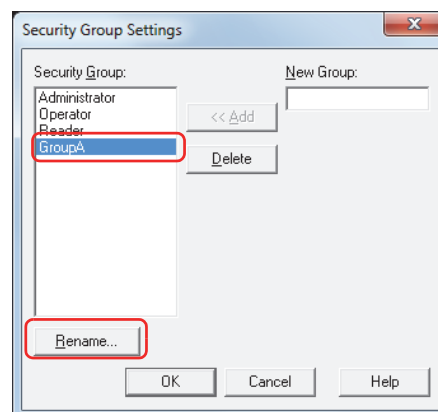 Security Group Settings
Security Group:
New Group:
Administrator
Operator
Reader
GroupA
<< Add
Delete
Rename...
OK
Cancel
Help